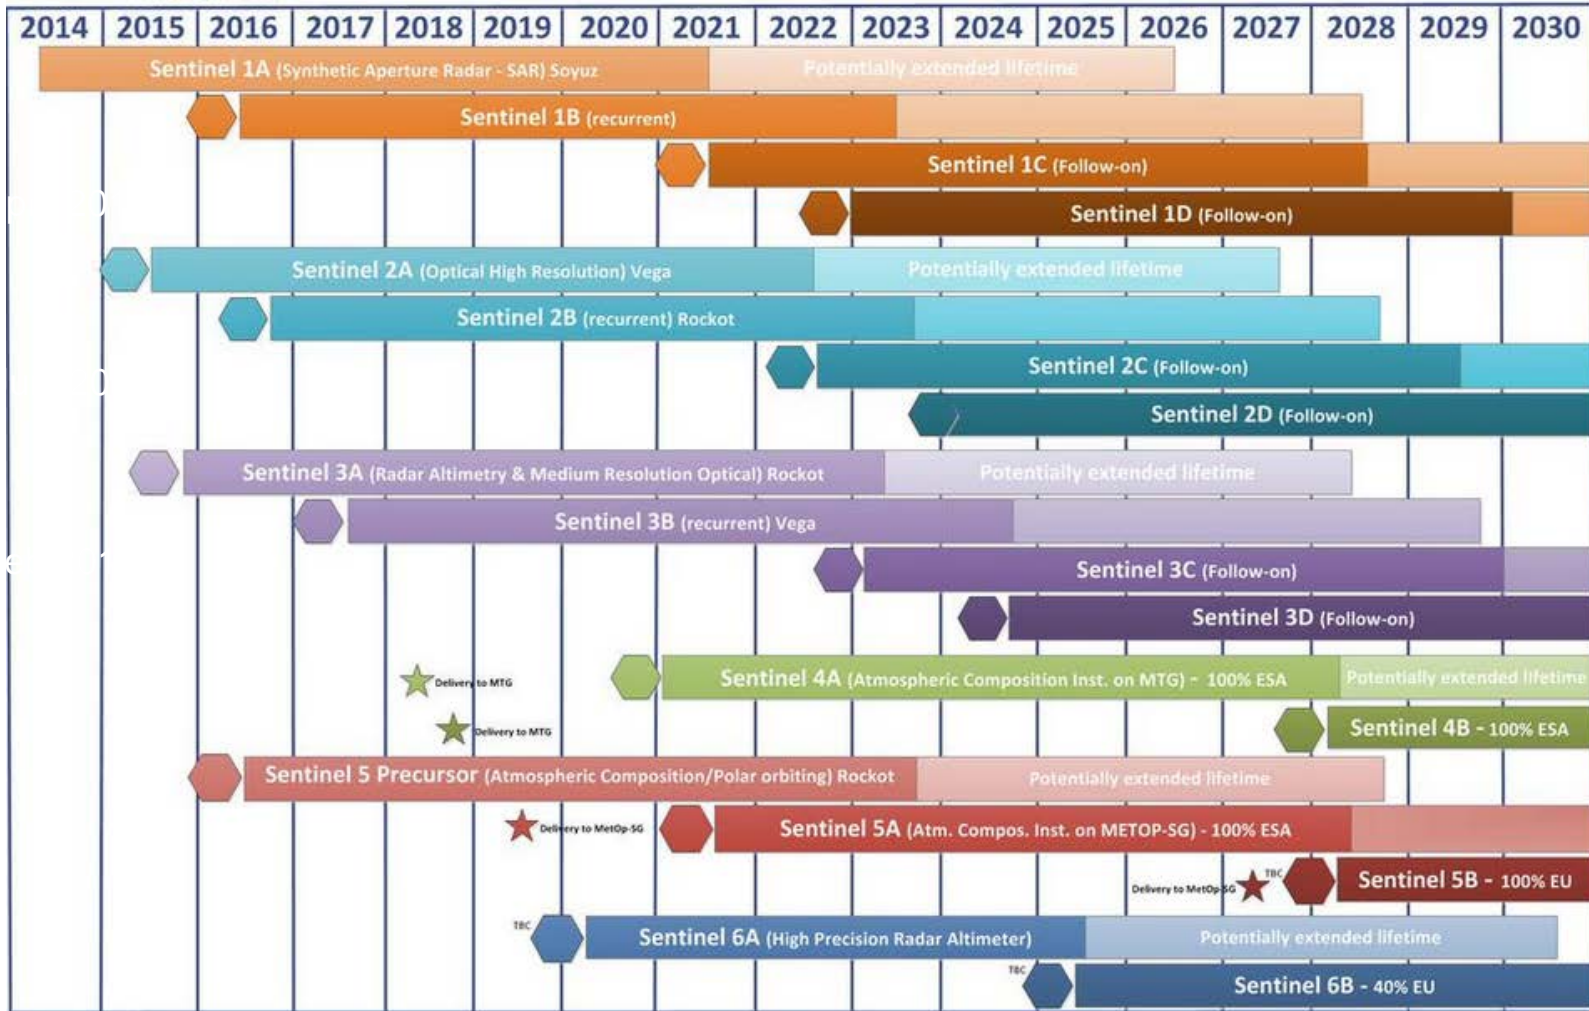 2014 2015 2016 2017 2018 2019 2020 2021 2022 2023 2024 2025 2026 2027 2028 2029 2030
Sentinel 1A (Synthetic Aperture Radar - SAR) Soyuz Potentially extended lifetime
Sentinel 1B (recurrent)
Sentinel 1C (Follow-on)
Sentinel 1D (Follow-on)
Sentinel 2A (Optical High Resolution) Vega Potentially extended lifetime
Sentinel 2B (recurrent) Rockot
Sentinel 2C (Follow-on)
Sentinel 2D (Follow-on)
Sentinel 3A (Radar Altimetry & Medium Resolution Optical) Rockot Potentially extended lifetime
Sentinel 3B (recurrent) Vega
Sentinel 3C (Follow-on)
Sentinel 3D (Follow-on)
Delivery to MTG Sentinel 4A (Atmospheric Composition Inst. on MTG) - 100% ESA Potentially extended lifetime
Delivery to MTG Sentinel 4B - 100% ESA
Sentinel 5 Precursor (Atmospheric Composition/Polar orbiting) Rockot Potentially extended lifetime
Delivery to MetOp-SG Sentinel 5A (Atm. Compos. Inst. on METOP-SG) - 100% ESA
Delivery to MetOp-SG TBC Sentinel 5B - 100% EU
TBC Sentinel 6A (High Precision Radar Altimeter) Potentially extended lifetime
TBC Sentinel 6B - 40% EU